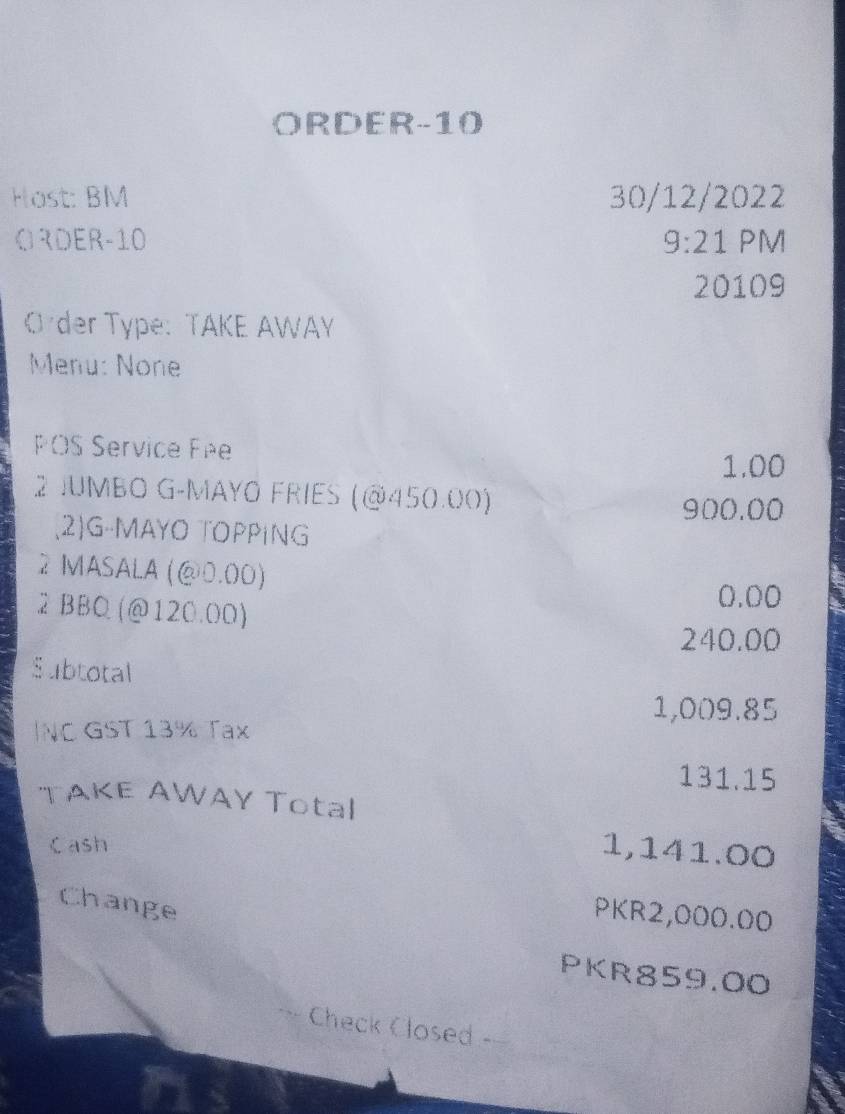 ORDER-10
Host: BM 30/12/2022
ORDER-10 9:21 PM
20109
Order Type: TAKE AWAY
Menu: None
POS Service Fee 1.00
2 JUMBO G-MAYO FRIES (@450.00) 900.00
(2)G-MAYO TOPPING
2 MASALA (@0.00) 0.00
2 BBQ (@120.00) 240.00
Subtotal 1,009.85
INC GST 13% Tax 131.15
TAKE AWAY Total 1,141.00
Cash PKR2,000.00
Change PKR859.00
--- Check Closed ---